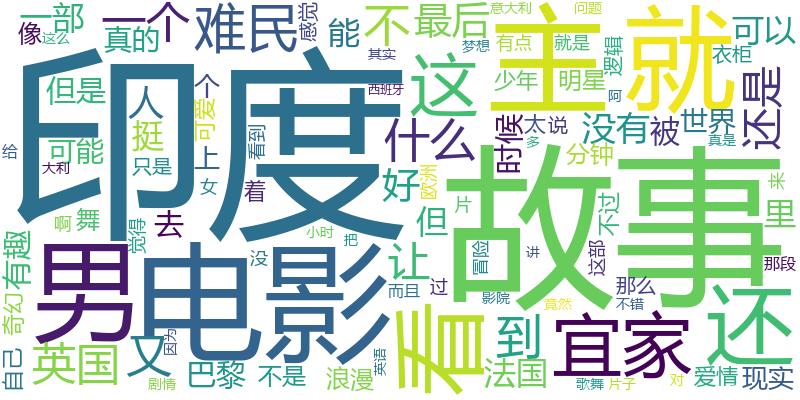 一部
一个
难民
感觉
能
不
最后
意大利
问题
像
这么
真的
其实
梦想
有点
就是
逻辑
可以
印度
个
这
主
就
衣柜
但是
人
可爱
看到
西班牙
少年
明星
可
还是
挺
什么
时候
太
说
没有
被
世界
给
可能
只是
上
欧洲
分钟
多
真是
大利
女
着
好
故事
片
不过
来
里
啊
舞
觉得
去
但
有趣
小时
把
冒险
讲
这部
那段
男
电影
没
让
而且
过
影院
竟然
那么
不错
奇幻
看
到
宜家
还
自己
英国
又
因为
巴黎
不是
浪漫
英语
法国
爱情
现实
剧情
歌舞
片子
对